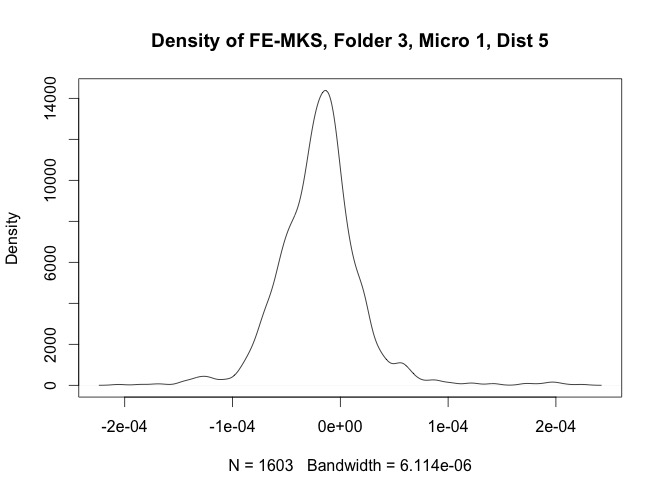 Density of FE-MKS, Folder 3, Micro 1, Dist 5
Density
14000
10000
6000
2000
0
-2e-04 -1e-04 0e+00 1e-04 2e-04
N = 1603 Bandwidth = 6.114e-06